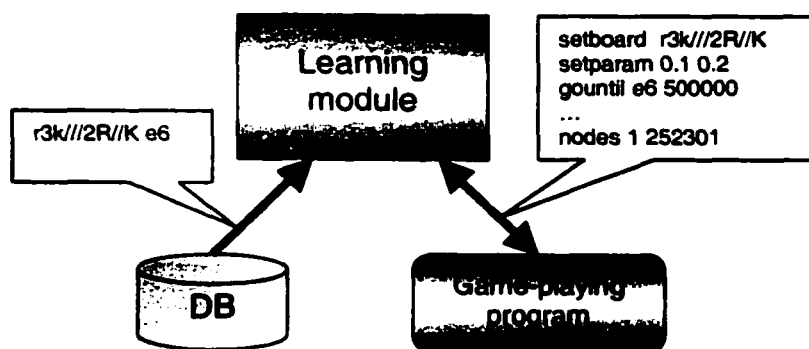 Learning
module
setboard r3k///2R//K
setparam 0.1 0.2
gountil e6 500000
...
nodes 1 252301
r3k///2R//K e6
DB
Game-playing
program